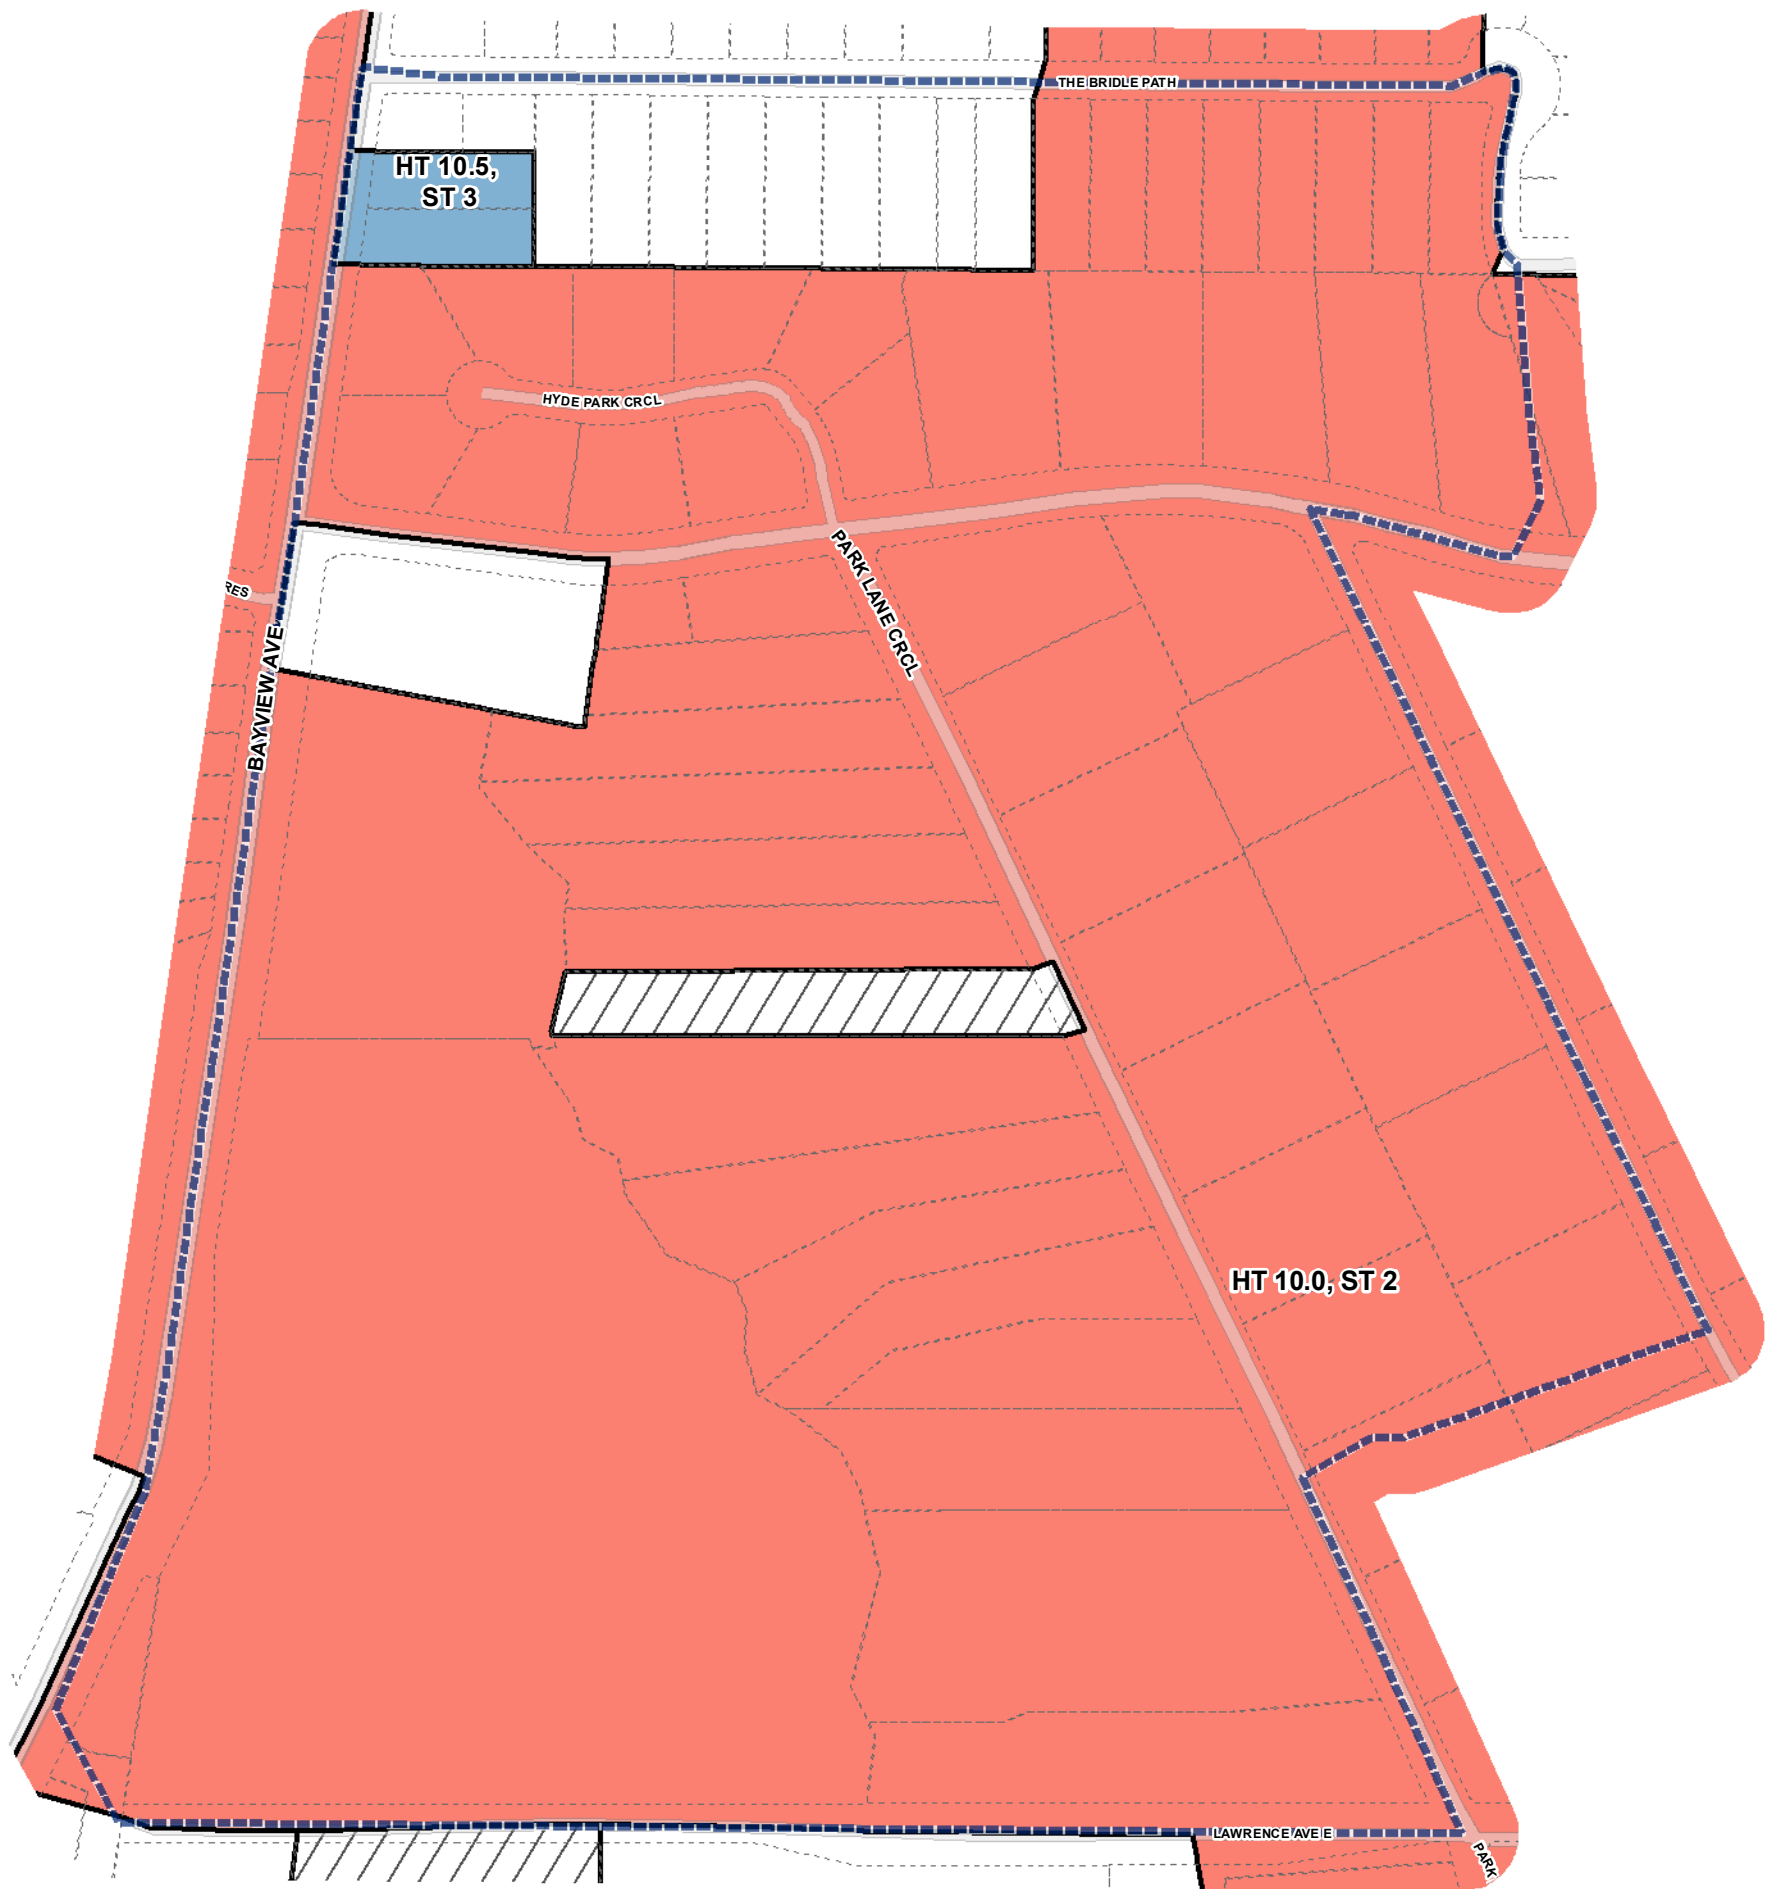 THE BRIDLE PATH
HT 10.5,
ST 3
HYDE PARK CRCL
PARK LANE CRCL
RES
BAYVIEW AVE
HT 10.0, ST 2
LAWRENCE AVE E
PARK